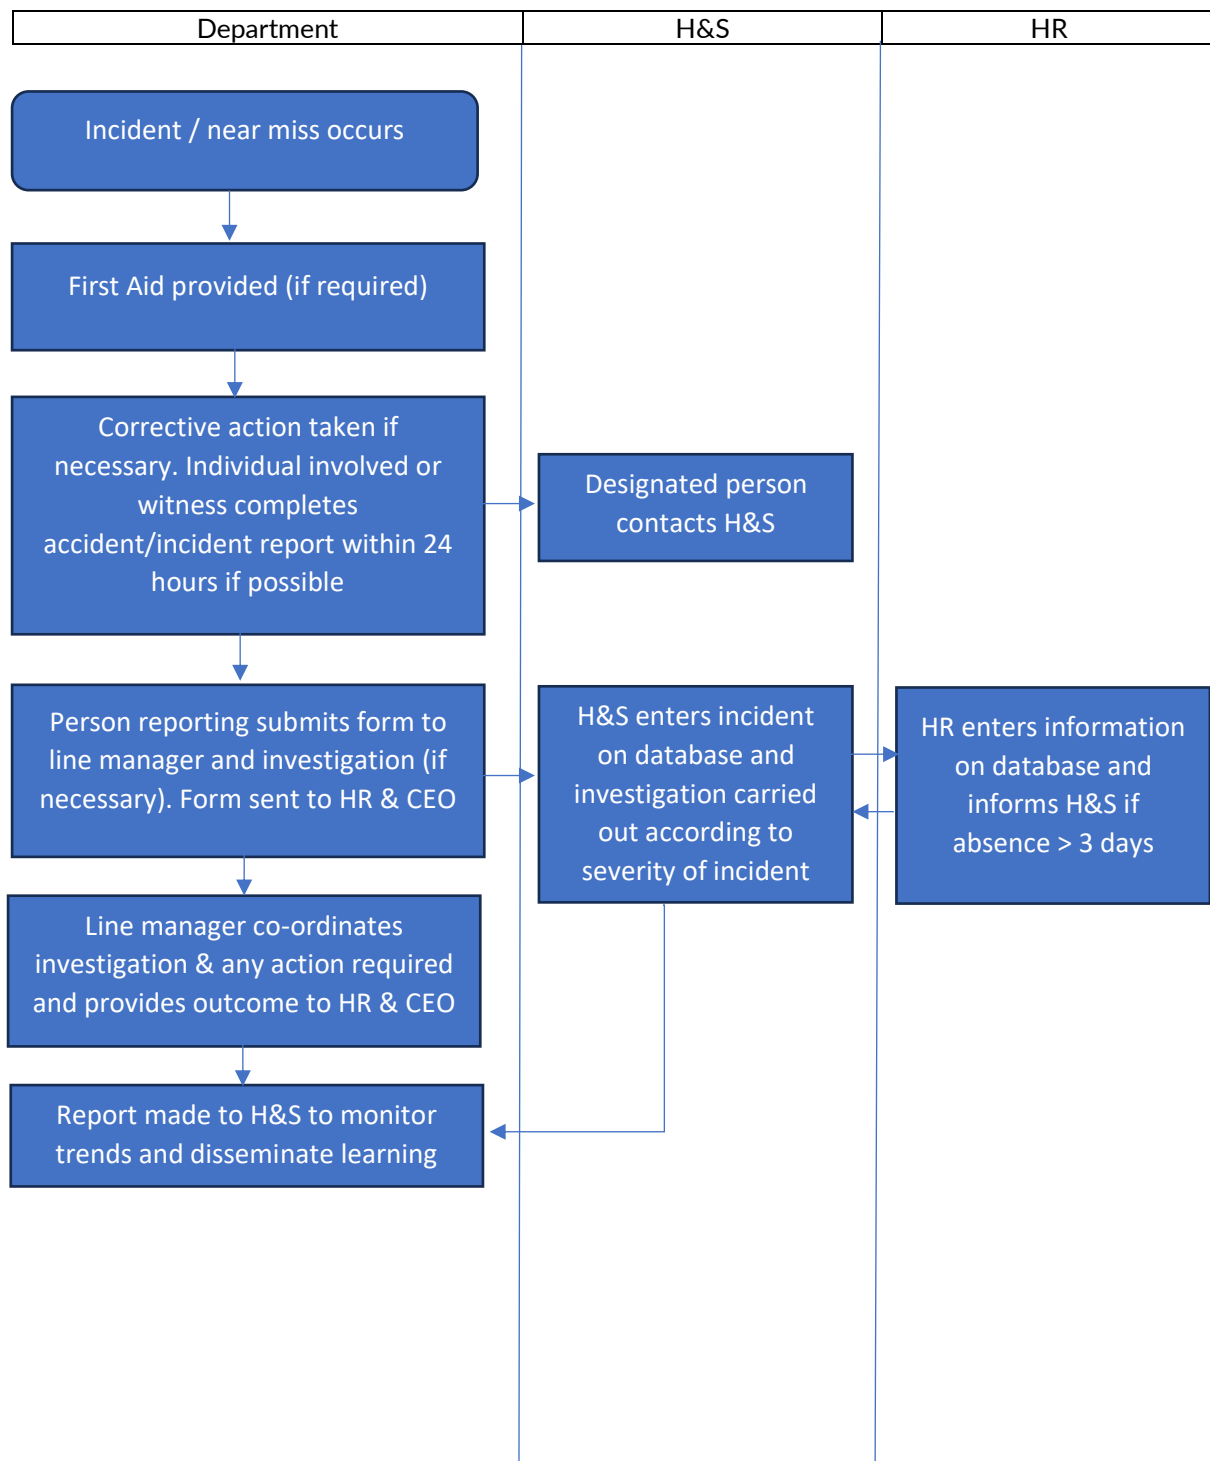 Department
H&S
HR
Incident / near miss occurs
First Aid provided (if required)
Corrective action taken if
necessary. Individual involved or
witness completes
accident/incident report within 24
hours if possible
Designated person
contacts H&S
Person reporting submits form to
line manager and investigation (if
necessary). Form sent to HR & CEO
H&S enters incident
on database and
investigation carried
out according to
severity of incident
HR enters information
on database and
informs H&S if
absence > 3 days
Line manager co-ordinates
investigation & any action required
and provides outcome to HR & CEO
Report made to H&S to monitor
trends and disseminate learning